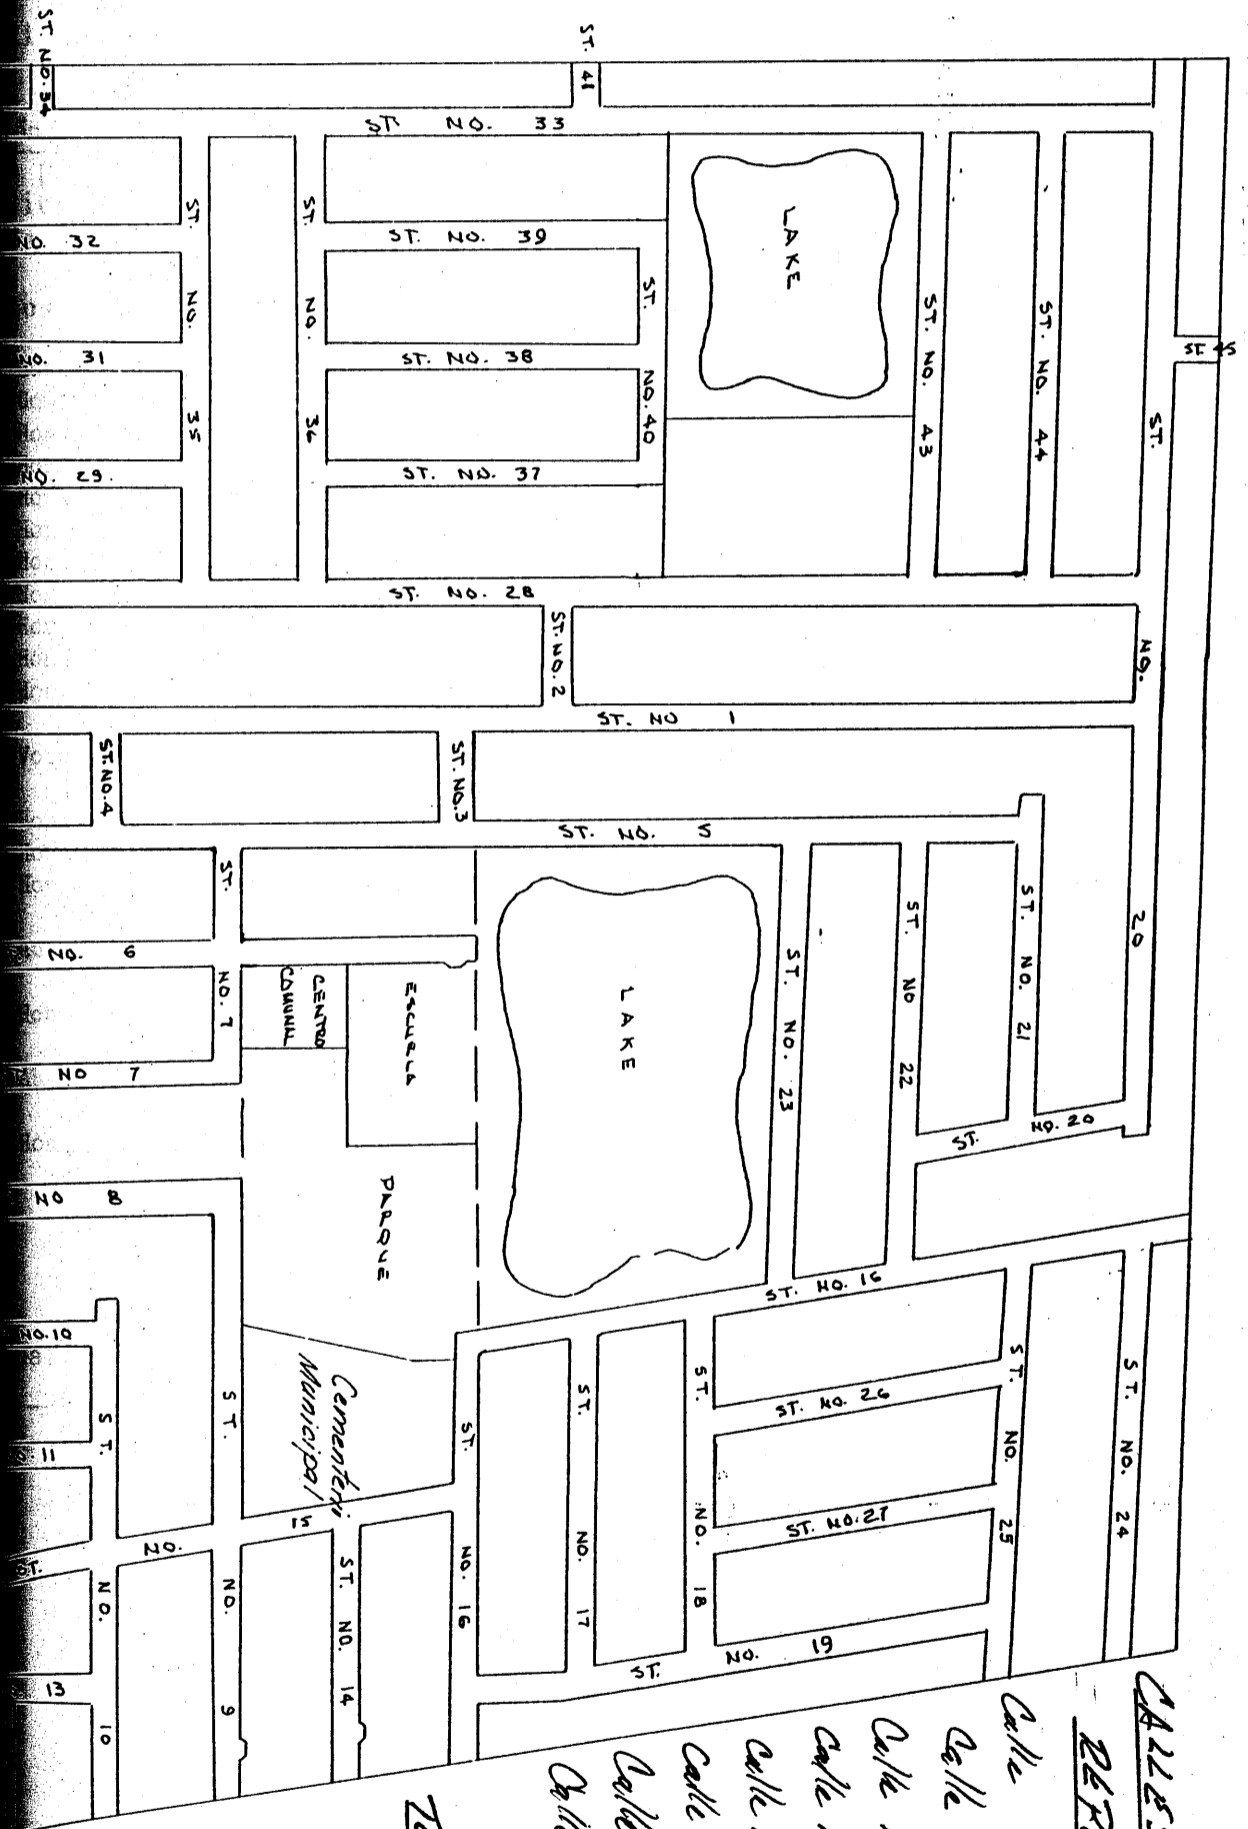 ST. NO. 34
ST. 41
ST. NO. 33
ST. NO. 35
ST. NO. 36
NO. 32
ST. NO. 39
LAKE
NO. 31
ST. NO. 38
ST. NO. 40
ST. NO. 43
ST. NO. 44
ST. 45
NO. 29.
ST. NO. 37
ST. NO. 20
ST. NO. 28
ST. NO. 2
ST. NO 1
ST. NO. 4
ST. NO. 3
ST. NO. 5
ST. NO. 7
NO. 6
CENTRO
COMUNAL
ESCUELA
LAKE
ST. NO. 23
ST. NO 22
ST. NO. 21
NO 7
ST. NO. 20
PARQUE
NO 8
ST. NO. 16
NO. 10
Municipal
ST. NO. 26
ST. NO. 25
ST. NO. 24
11
ST. NO. 10
ST. NO. 9
NO. 15
ST. NO. 14
ST. NO. 16
ST. NO. 17
ST. NO. 18
ST. NO. 27
ST.
ST. NO. 19
13
CALLES
Calle
Calle
Calle
Calle
Calle
Calle
Calle